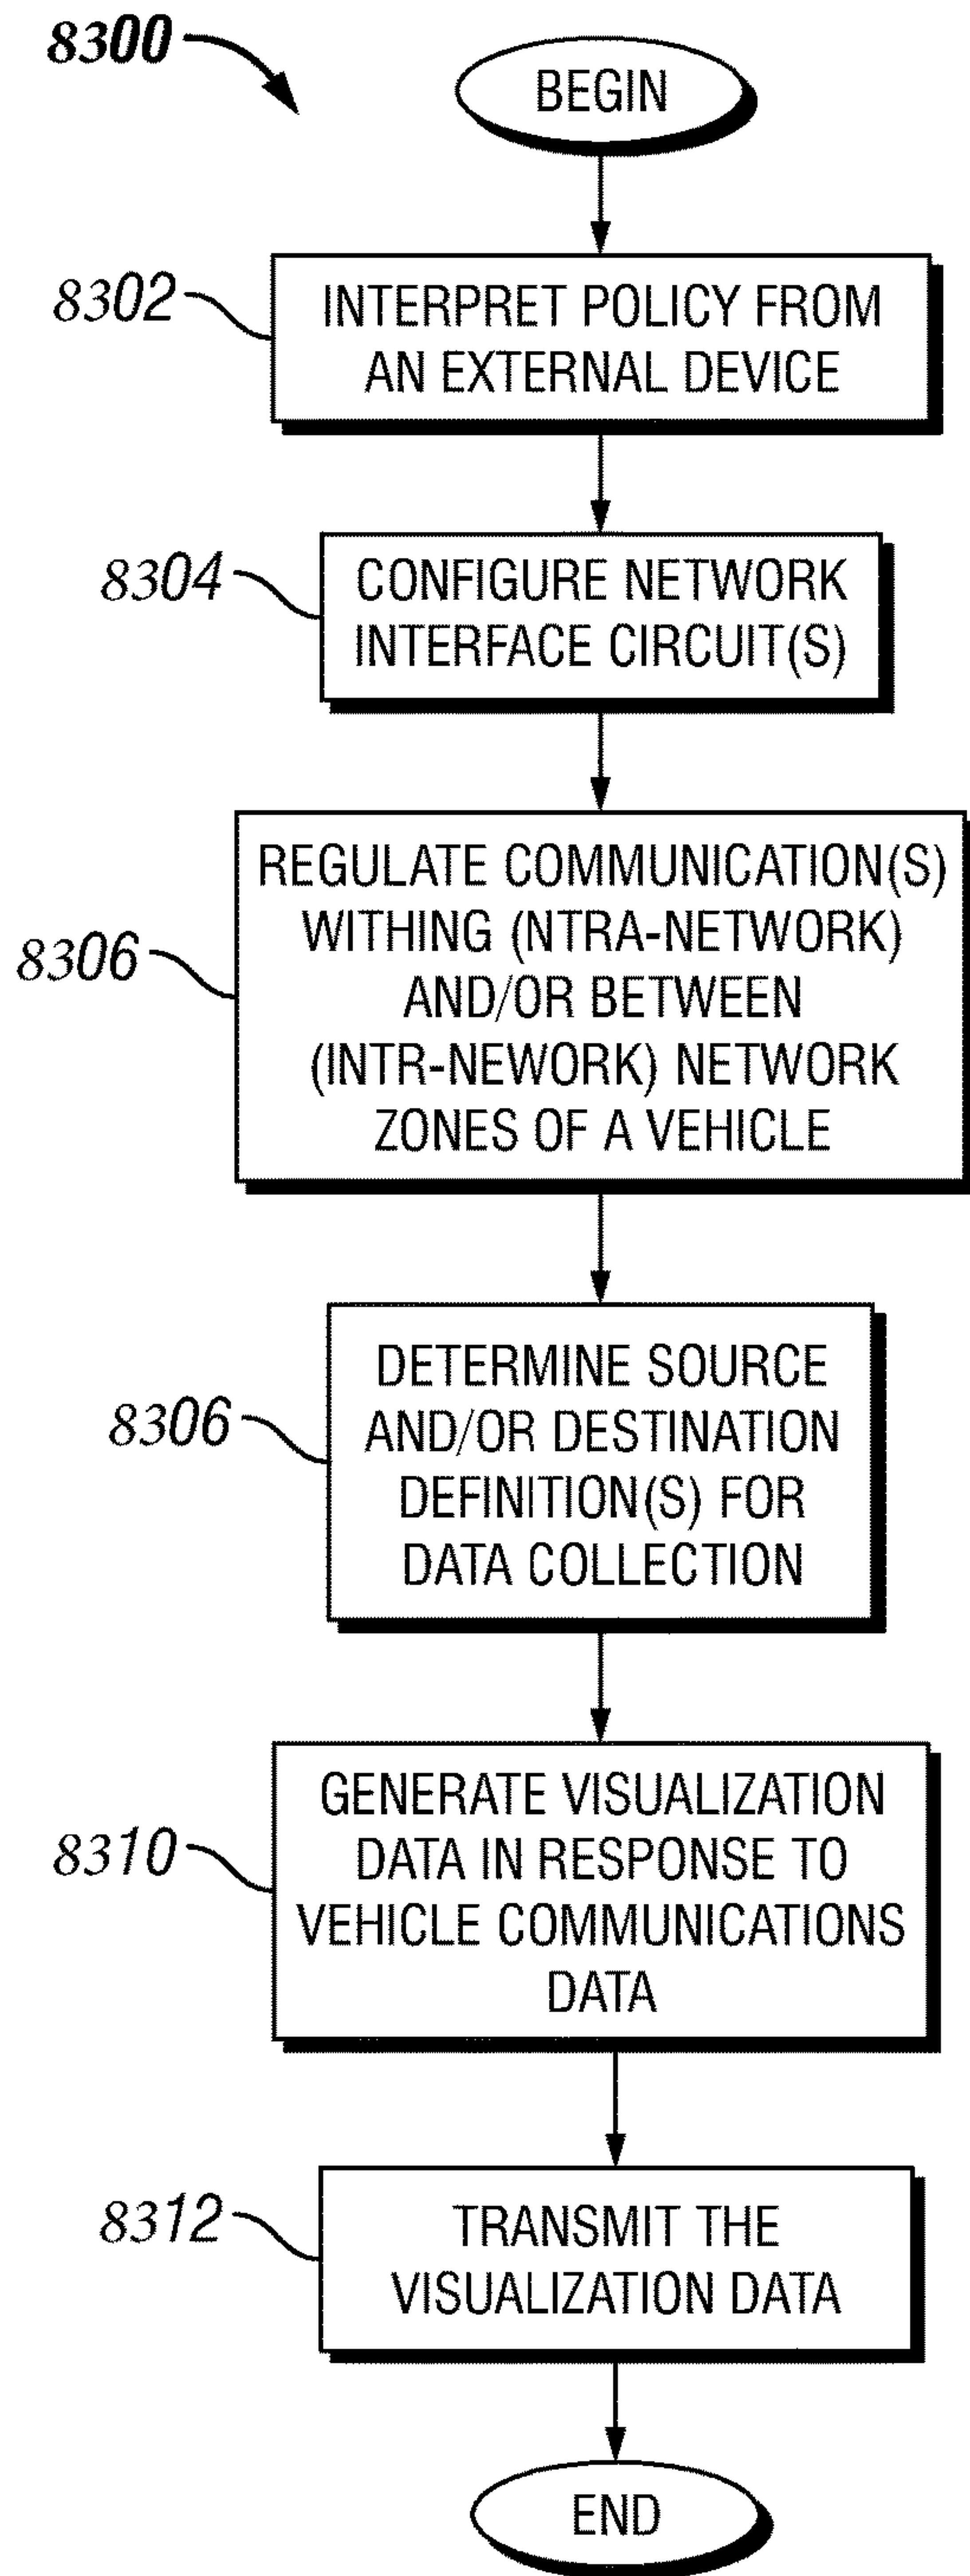 8300
BEGIN
8302
INTERPRET POLICY FROM
AN EXTERNAL DEVICE
8304
CONFIGURE NETWORK
INTERFACE CIRCUIT(S)
8306
REGULATE COMMUNICATION(S)
WITHING (NTRA-NETWORK)
AND/OR BETWEEN
(INTR-NEWORK) NETWORK
ZONES OF A VEHICLE
8306
DETERMINE SOURCE
AND/OR DESTINATION
DEFINITION(S) FOR
DATA COLLECTION
8310
GENERATE VISUALIZATION
DATA IN RESPONSE TO
VEHICLE COMMUNICATIONS
DATA
8312
TRANSMIT THE
VISUALIZATION DATA
END